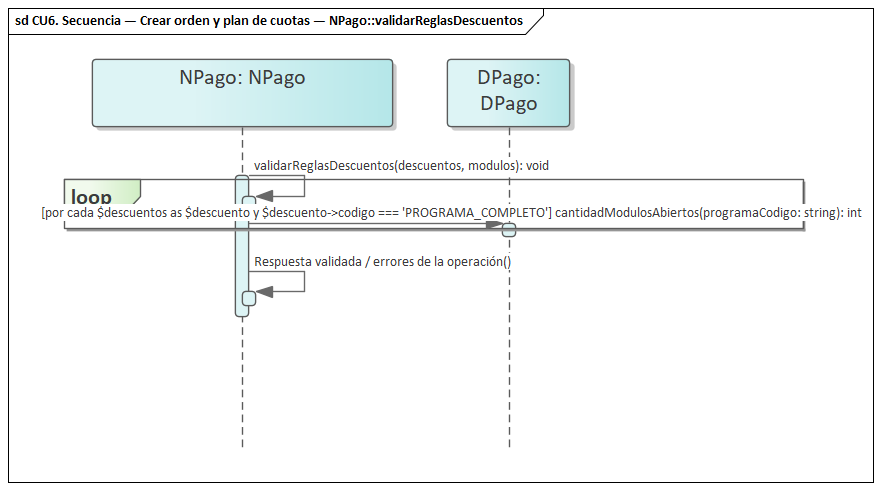 sd CU6. Secuencia — Crear orden y plan de cuotas — NPago::validarReglasDescuentos
NPago: NPago
DPago:
DPago
validarReglasDescuentos(descuentos, modulos): void
loop
[por cada $descuentos as $descuento y $descuento->codigo === 'PROGRAMA_COMPLETO'] cantidadModulosAbiertos(programaCodigo: string): int
Respuesta validada / errores de la operación()